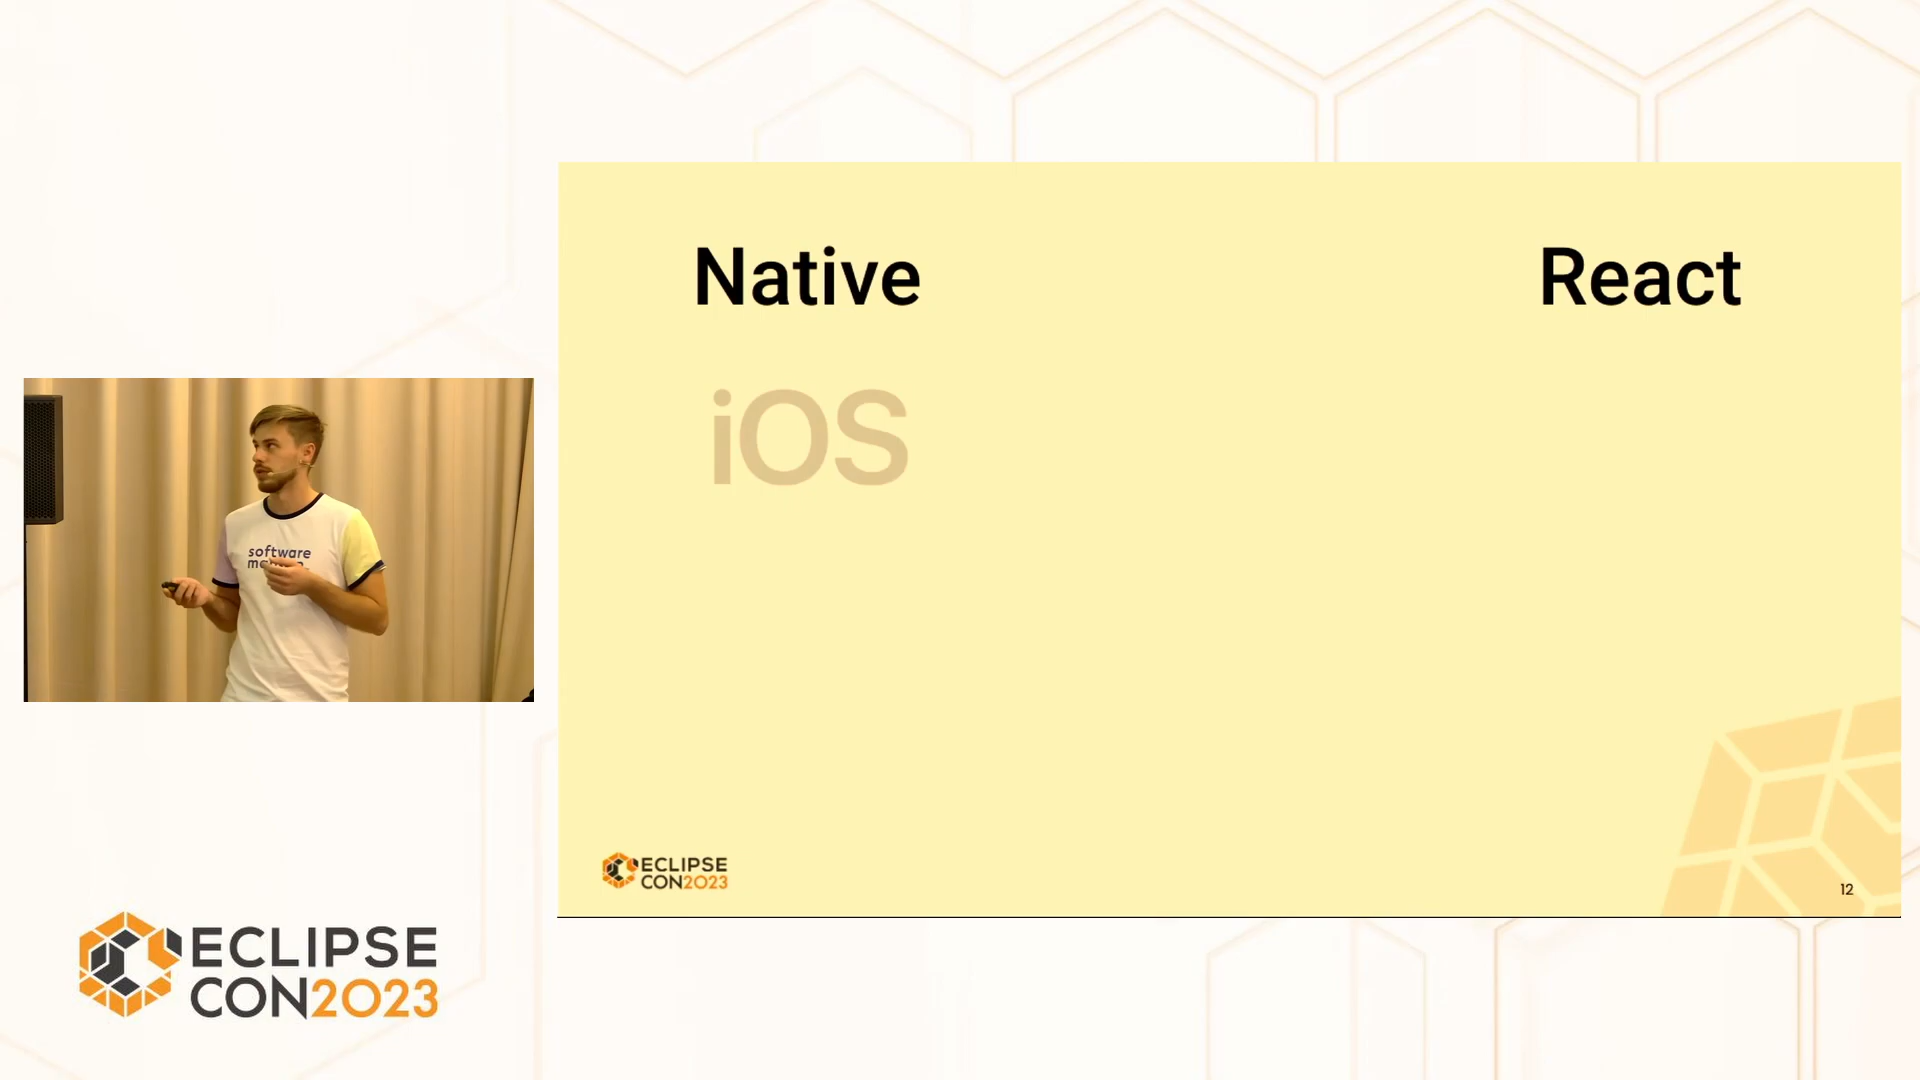 Native
React
iOS
software
ECLIPSE
CON2023
12
ECLIPSE
CON2023